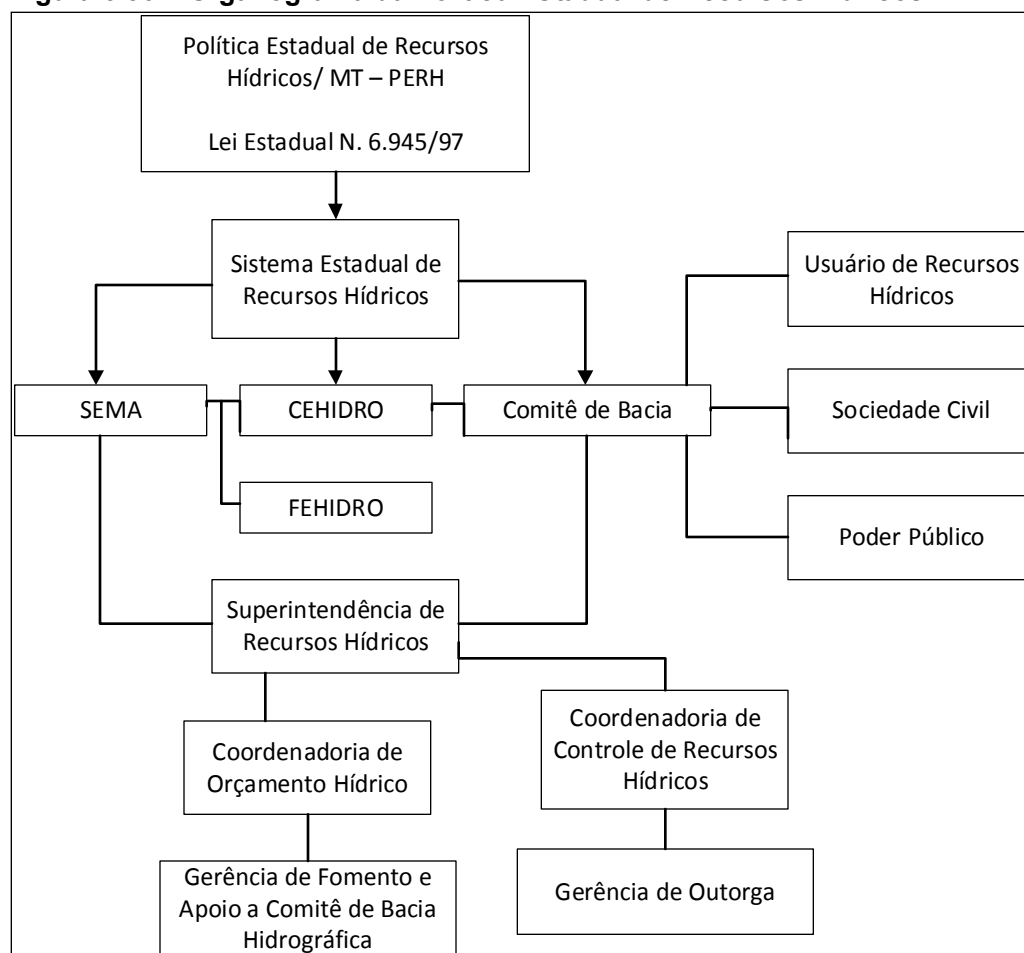 Política Estadual de Recursos
Hídricos/ MT – PERH
Lei Estadual N. 6.945/97
Sistema Estadual de
Recursos Hídricos
Usuário de Recursos
Hídricos
SEMA
CEHIDRO
Comitê de Bacia
Sociedade Civil
FEHIDRO
Poder Público
Superintendência de
Recursos Hídricos
Coordenadoria de
Orçamento Hídrico
Coordenadoria de
Controle de Recursos
Hídricos
Gerência de Fomento e
Apoio a Comitê de Bacia
Hidrográfica
Gerência de Outorga